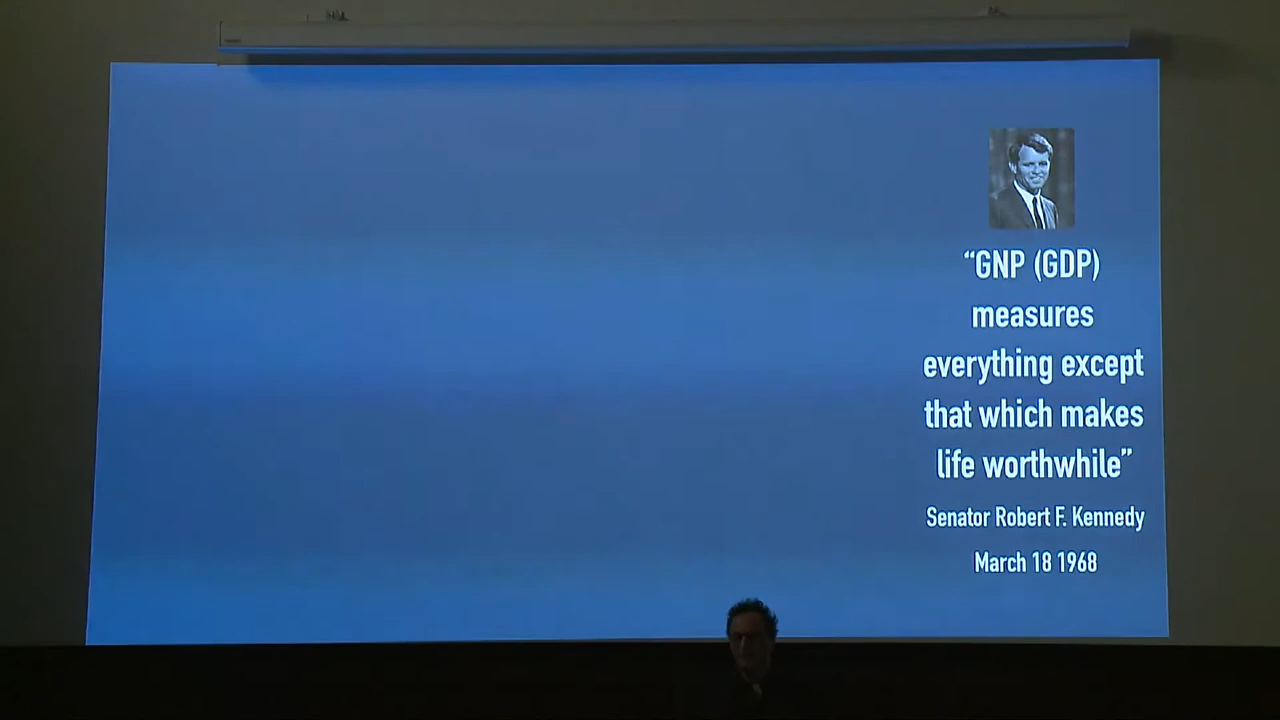 “GNP (GDP)
measures
everything except
that which makes
life worthwhile”
Senator Robert F. Kennedy
March 18 1968